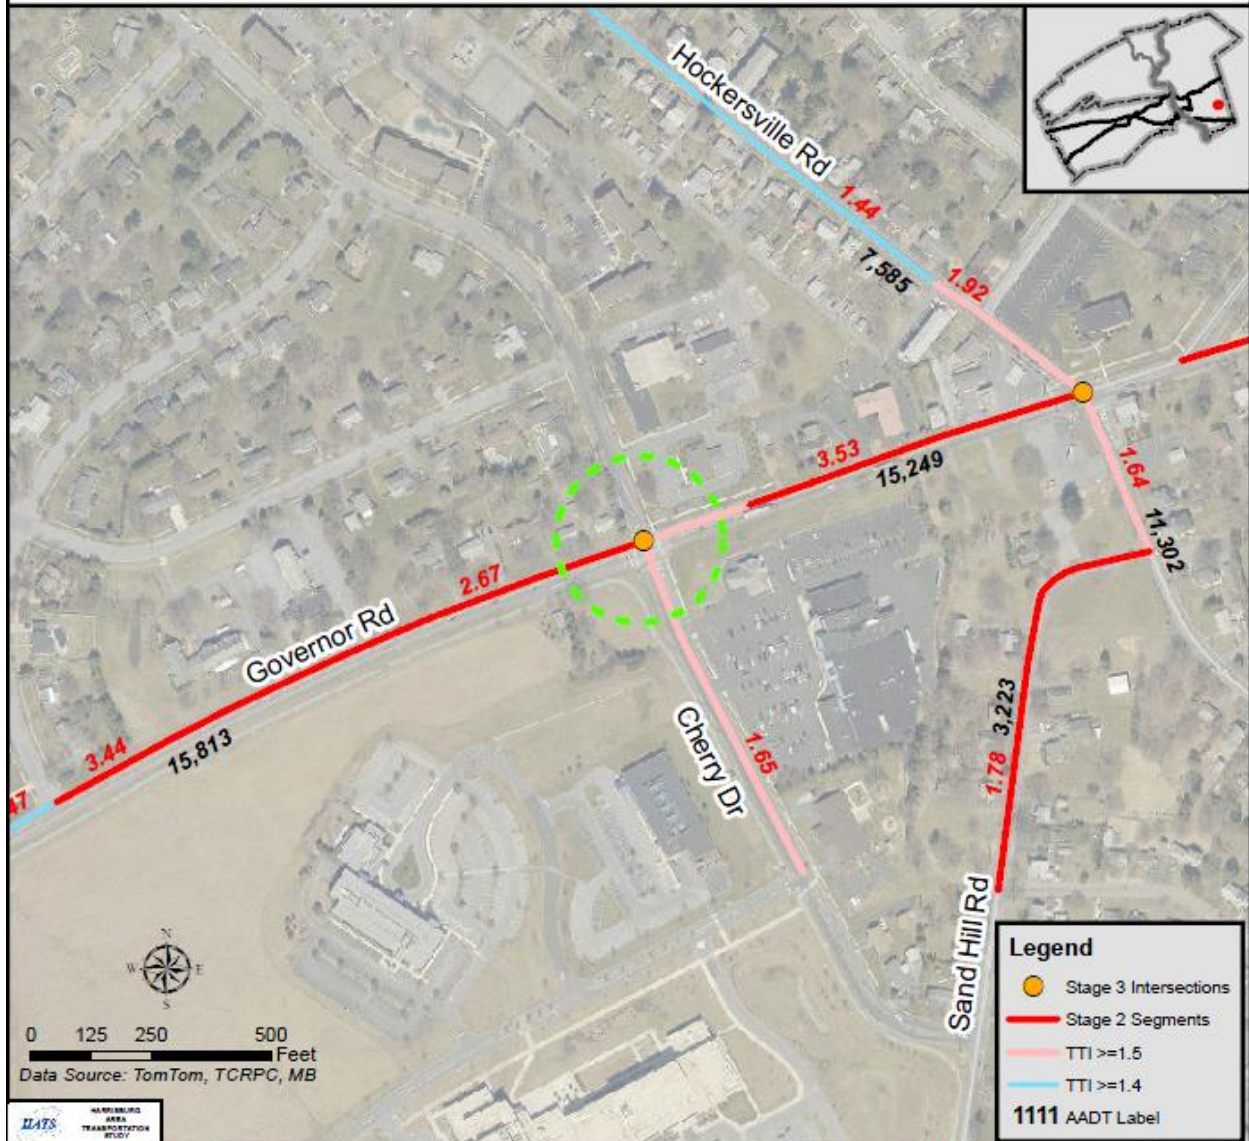 Hockersville Rd
1.44
7,585
1.92
3.53
15,249
1.64
11,302
2.67
Governor Rd
3.44
15,813
47
Cherry Dr
1.65
3,223
1.78
Sand Hill Rd
N
W E
S
0 125 250 500
Feet
Data Source: TomTom, TCRPC, MB
HATS
HARRISBURG
AREA
TRANSPORTATION
STUDY
Legend
Stage 3 Intersections
Stage 2 Segments
TTI >=1.5
TTI >=1.4
1111 AADT Label